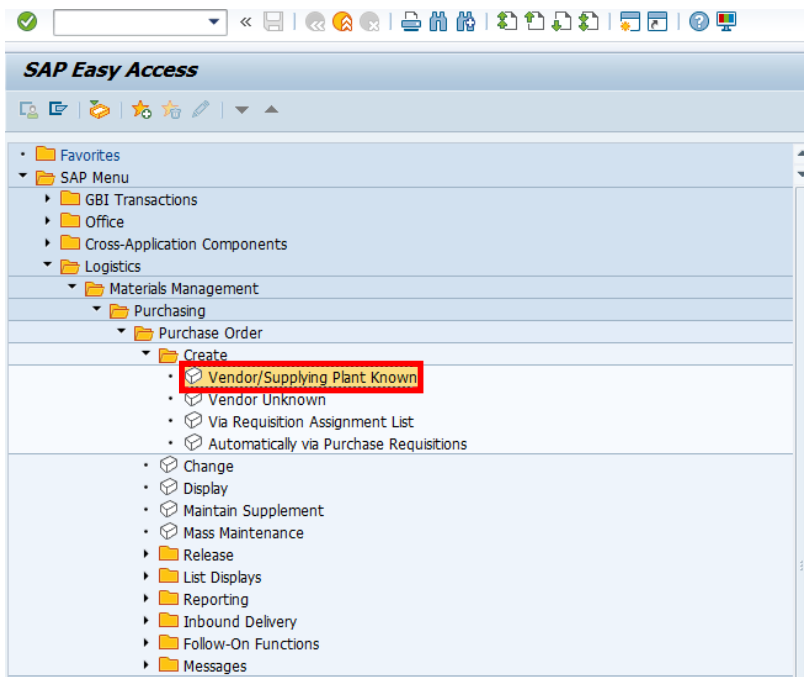 SAP Easy Access
Favorites
SAP Menu
GBI Transactions
Office
Cross-Application Components
Logistics
Materials Management
Purchasing
Purchase Order
Create
Vendor/Supplying Plant Known
Vendor Unknown
Via Requisition Assignment List
Automatically via Purchase Requisitions
Change
Display
Maintain Supplement
Mass Maintenance
Release
List Displays
Reporting
Inbound Delivery
Follow-On Functions
Messages